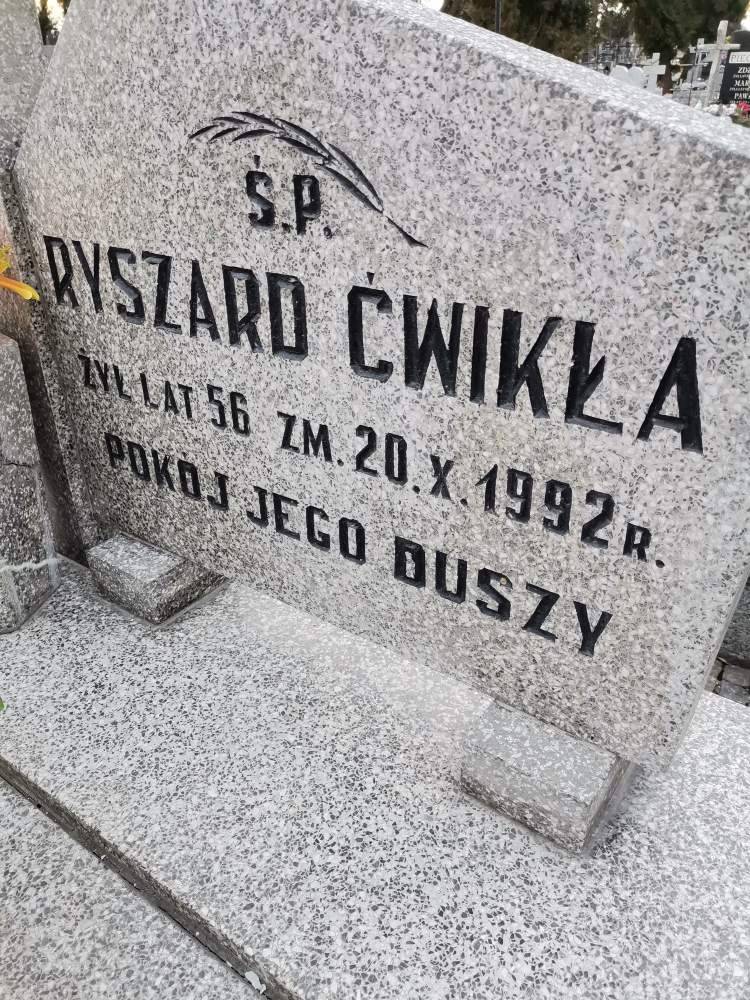 Ś.P.
RYSZARD ĆWIKŁA
ŻYŁ LAT 56 ZM. 20.X.1992 R.
POKÓJ JEGO DUSZY